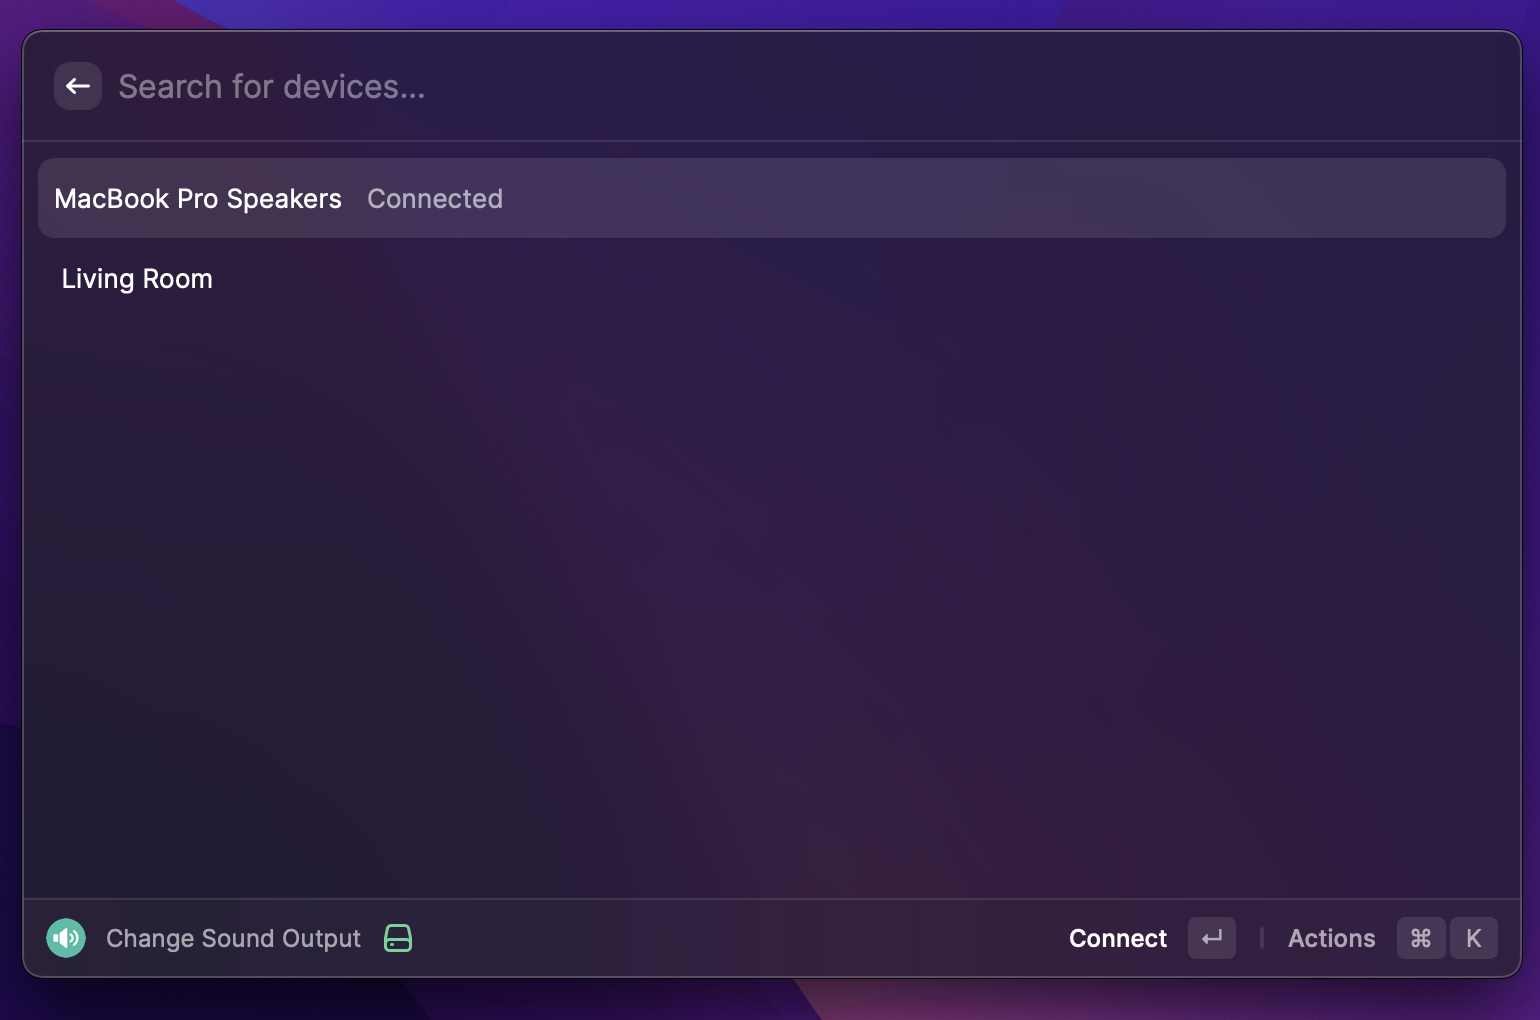 Search for devices...
MacBook Pro Speakers Connected
Living Room
Change Sound Output Connect ↵ | Actions ⌘ K